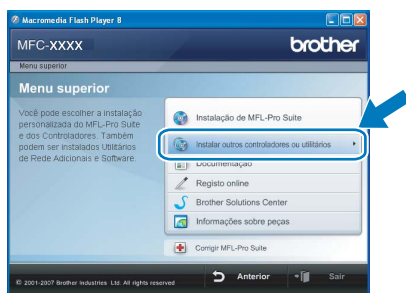 Macromedia Flash Player 8
MFC-XXXX
brother
Menu superior
Menu superior
Você pode escolher a instalação
personalizada do MFL-Pro Suite
e dos Controladores. Também
podem ser instalados Utilitários
de Rede Adicionais e Software.
Instalação de MFL-Pro Suite
Instalar outros controladores ou utilitários
Documentação
Registo online
Brother Solutions Center
Informações sobre peças
Corrigir MFL-Pro Suite
© 2001-2007 Brother Industries Ltd. All rights reserved
Anterior
Sair